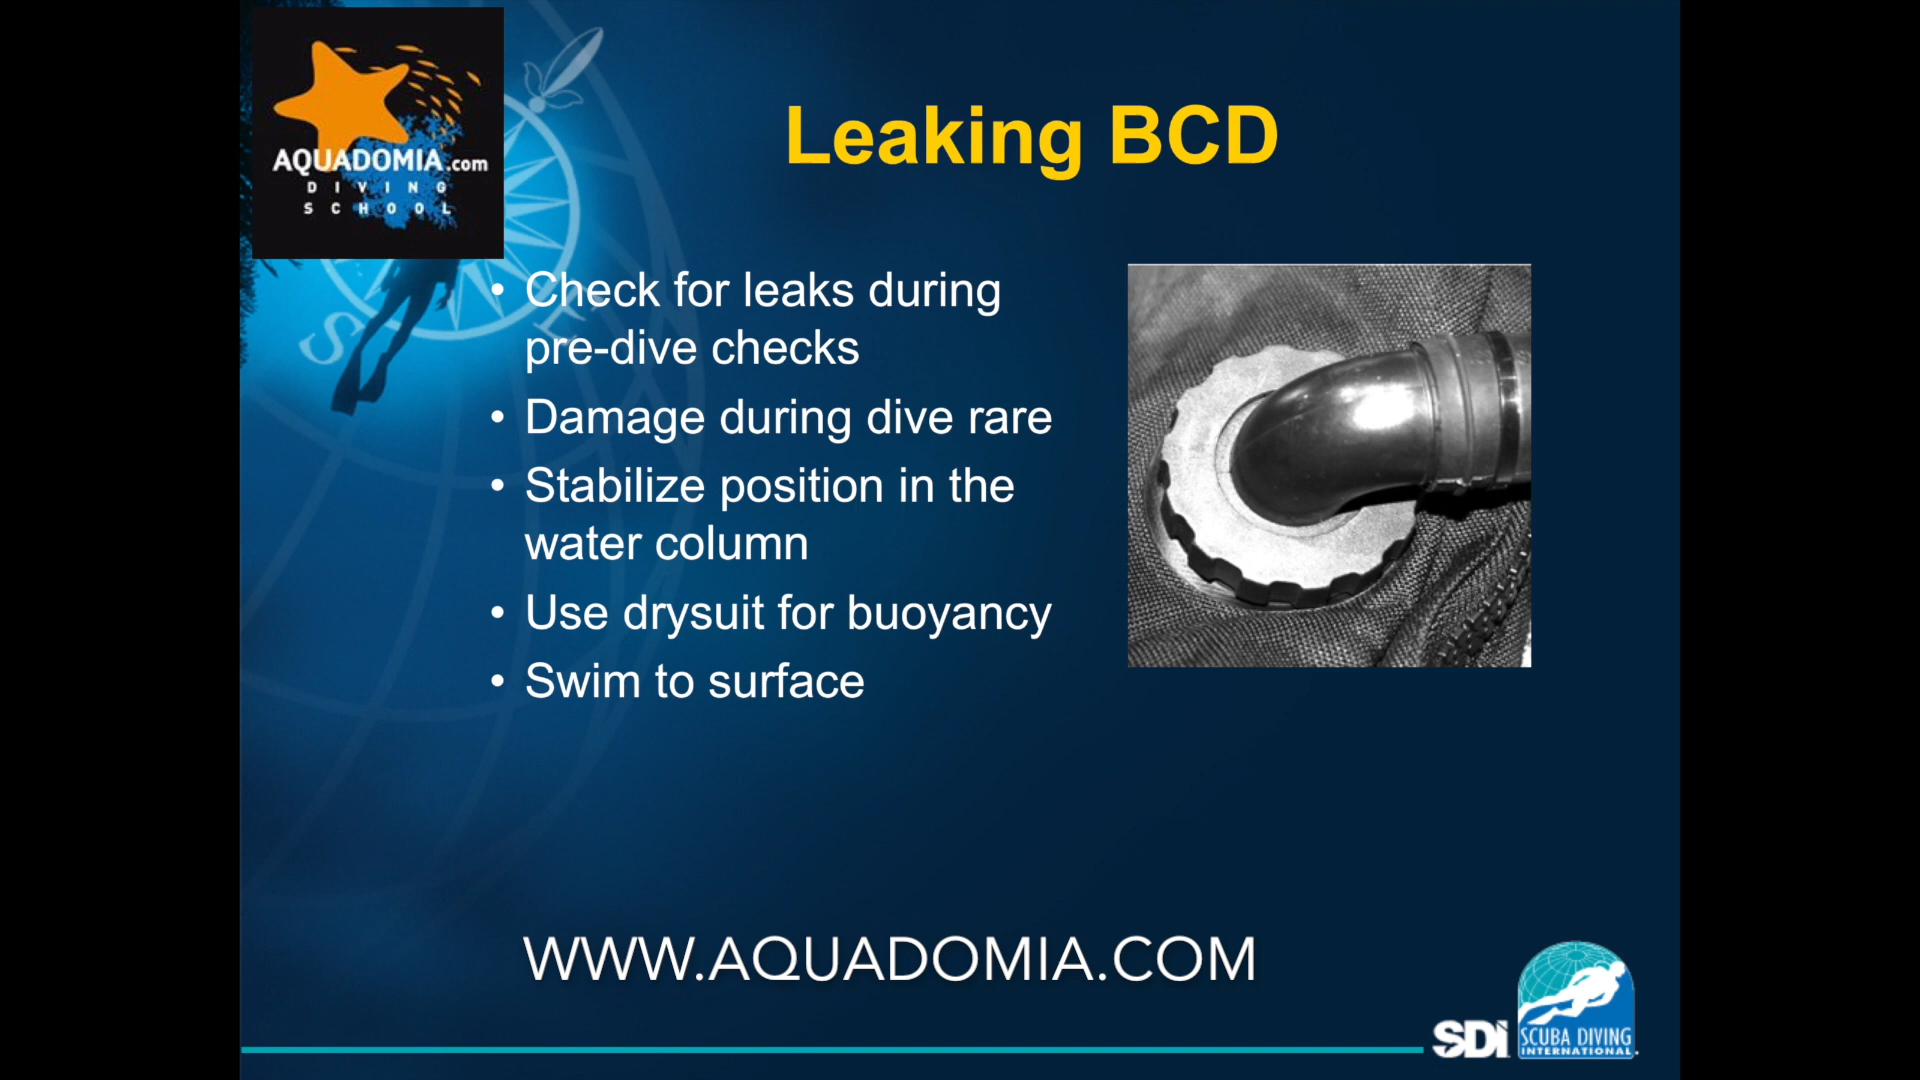 AQUADOMIA.com
DIVING
SCHOOL
Leaking BCD
• Check for leaks during
pre-dive checks
• Damage during dive rare
• Stabilize position in the
water column
• Use drysuit for buoyancy
• Swim to surface
S
E
WWW.AQUADOMIA.COM
SDI
SCUBA DIVING
INTERNATIONAL.